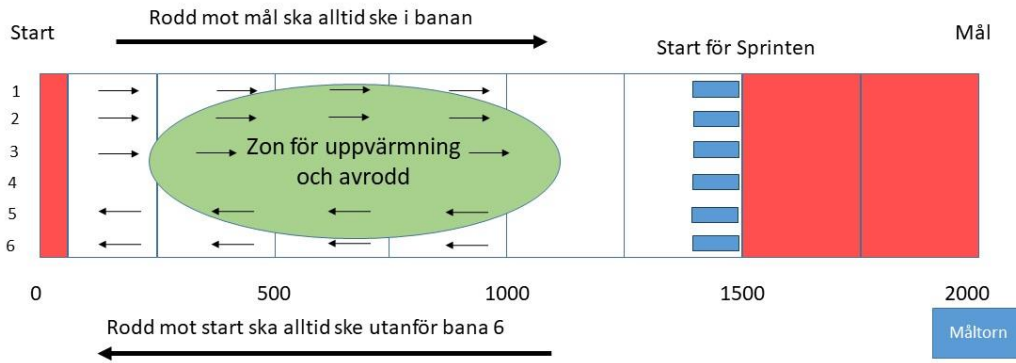 Rodd mot mål ska alltid ske i banan
Start
Start för Sprinten
Mål
1
2
3
4
5
6
Zon för uppvärmning
och avrodd
0
500
1000
1500
2000
Rodd mot start ska alltid ske utanför bana 6
Måltorn